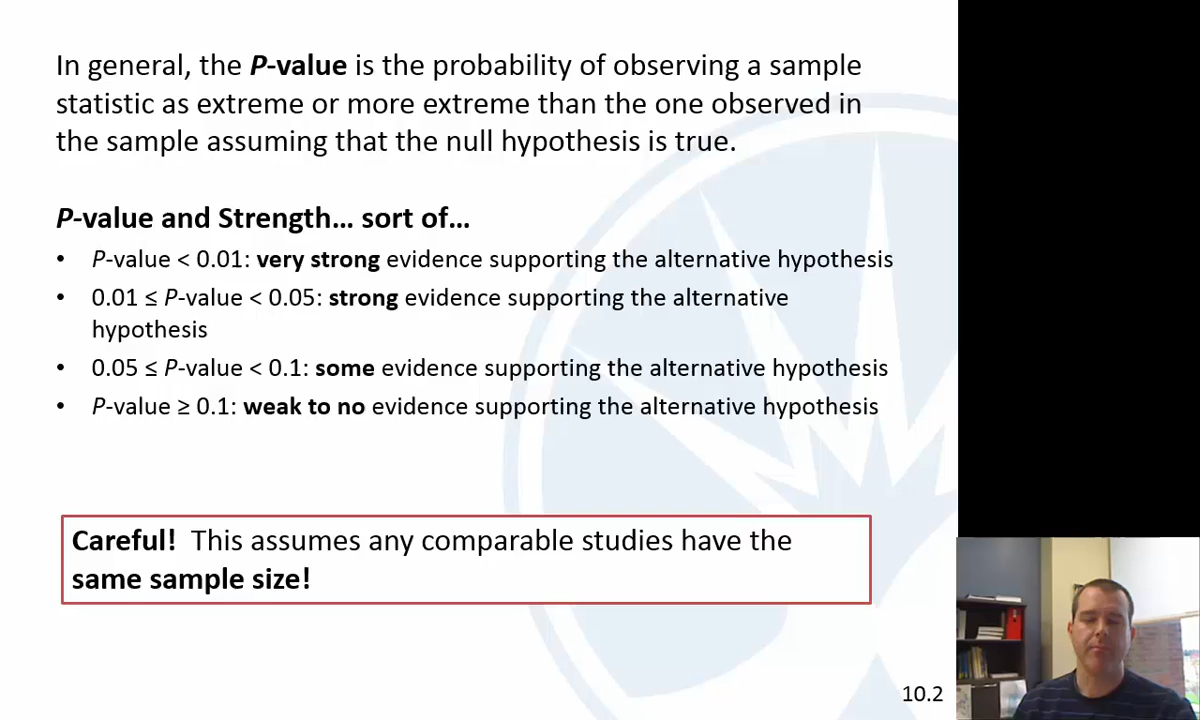 In general, the P-value is the probability of observing a sample
statistic as extreme or more extreme than the one observed in
the sample assuming that the null hypothesis is true.
P-value and Strength… sort of…
• P-value < 0.01: very strong evidence supporting the alternative hypothesis
• 0.01 ≤ P-value < 0.05: strong evidence supporting the alternative
hypothesis
• 0.05 ≤ P-value < 0.1: some evidence supporting the alternative hypothesis
• P-value ≥ 0.1: weak to no evidence supporting the alternative hypothesis
Careful! This assumes any comparable studies have the
same sample size!
10.2